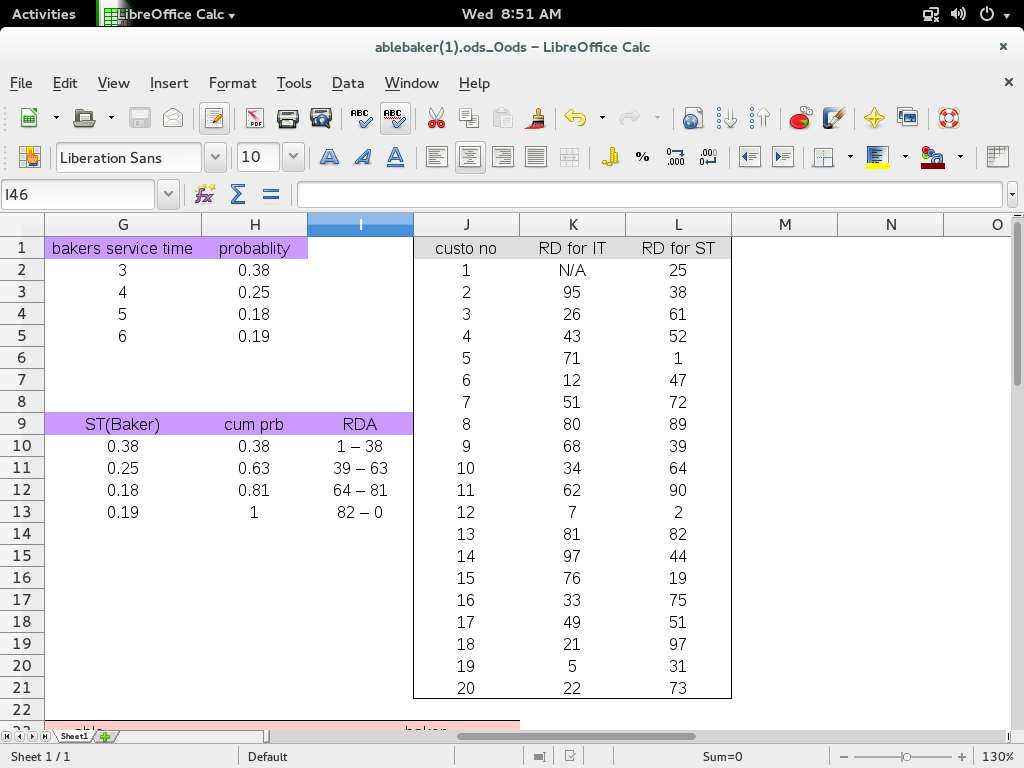 Activities LibreOffice Calc Wed 8:51 AM
ablebaker(1).ods_0ods – LibreOffice Calc
File Edit View Insert Format Tools Data Window Help
Liberation Sans 10
I46
G H I J K L M N O
1 bakers service time probablity custo no RD for IT RD for ST
2 3 0.38 1 N/A 25
3 4 0.25 2 95 38
4 5 0.18 3 26 61
5 6 0.19 4 43 52
6 5 71 1
7 6 12 47
8 7 51 72
9 ST(Baker) cum prb RDA 8 80 89
10 0.38 0.38 1 – 38 9 68 39
11 0.25 0.63 39 – 63 10 34 64
12 0.18 0.81 64 – 81 11 62 90
13 0.19 1 82 – 0 12 7 2
14 13 81 82
15 14 97 44
16 15 76 19
17 16 33 75
18 17 49 51
19 18 21 97
20 19 5 31
21 20 22 73
22
23 able baker
Sheet1
Sheet 1 / 1 Default Sum=0 130%